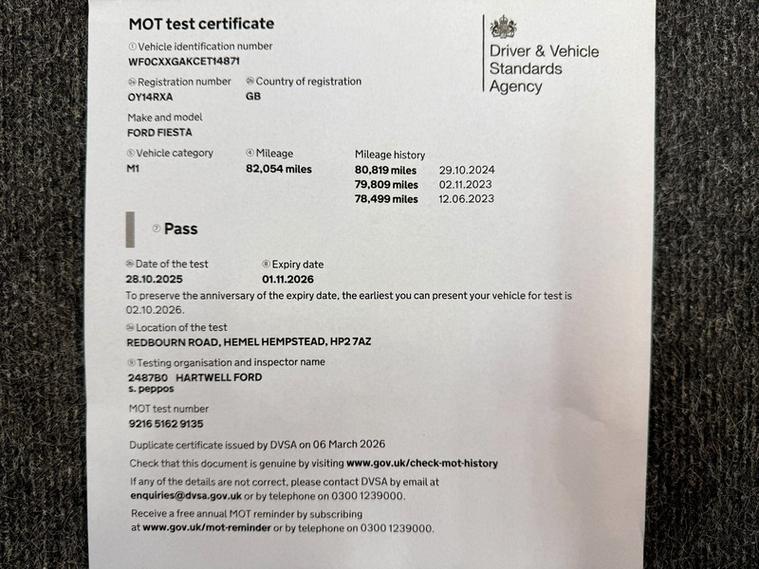 MOT test certificate
Driver & Vehicle
Standards
Agency
① Vehicle identification number
WF0CXXGAKCET14871
Registration number
Country of registration
OY14RXA
GB
Make and model
FORD FIESTA
⑤ Vehicle category
④ Mileage
Mileage history
M1
82,054 miles
80,819 miles 29.10.2024
79,809 miles 02.11.2023
78,499 miles 12.06.2023
⑦ Pass
Date of the test
⑧ Expiry date
28.10.2025
01.11.2026
To preserve the anniversary of the expiry date, the earliest you can present your vehicle for test is
02.10.2026.
Location of the test
REDBOURN ROAD, HEMEL HEMPSTEAD, HP2 7AZ
⑨ Testing organisation and inspector name
2487B0 HARTWELL FORD
s. peppos
MOT test number
9216 5162 9135
Duplicate certificate issued by DVSA on 06 March 2026
Check that this document is genuine by visiting www.gov.uk/check-mot-history
If any of the details are not correct, please contact DVSA by email at
enquiries@dvsa.gov.uk or by telephone on 0300 1239000.
Receive a free annual MOT reminder by subscribing
at www.gov.uk/mot-reminder or by telephone on 0300 1239000.